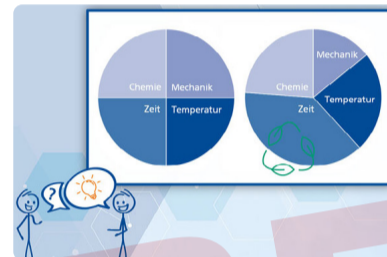 Chemie Mechanik
Zeit Temperatur
Mechanik
Chemie
Temperatur
Zeit
?